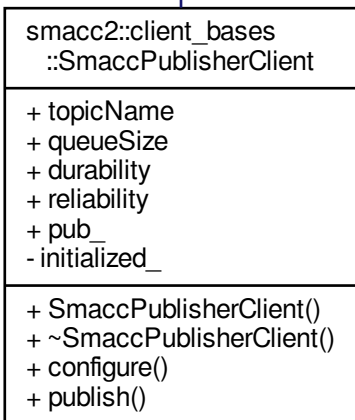 smacc2::client_bases
::SmaccPublisherClient
+ topicName
+ queueSize
+ durability
+ reliability
+ pub_
- initialized_
+ SmaccPublisherClient()
+ ~SmaccPublisherClient()
+ configure()
+ publish()